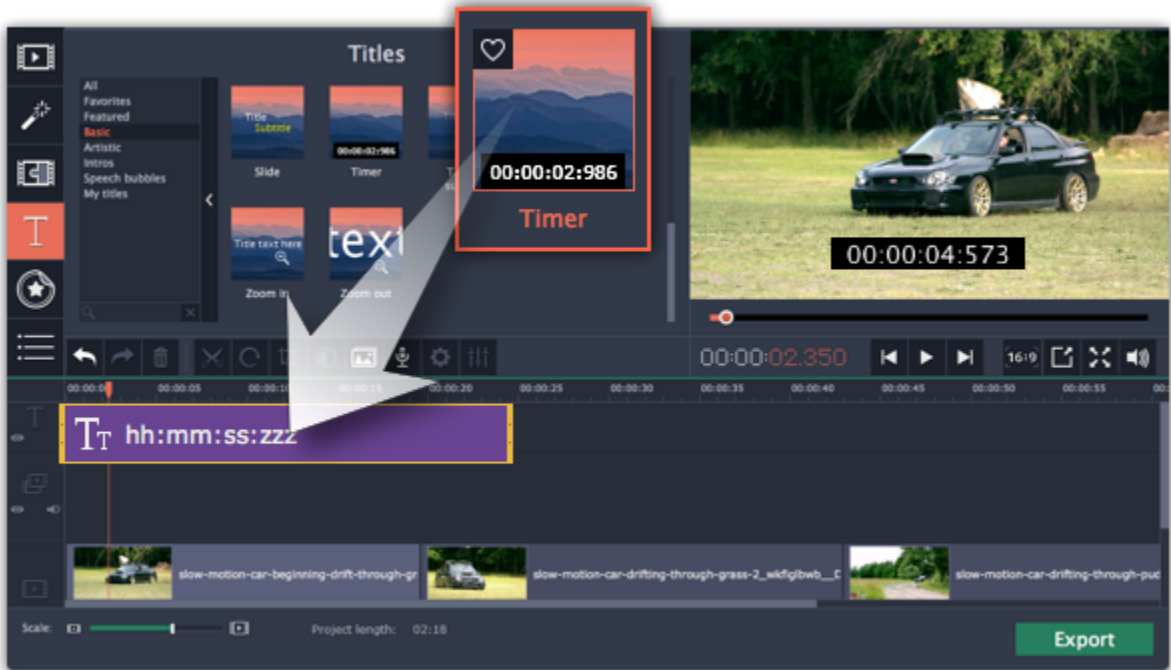 Titles
All
Favorites
Featured
Basic
Artistic
Intros
Speech bubbles
My titles
Title
Subtitle
Slide
00:00:02:986
Timer
00:00:02:986
Timer
Title text here
Zoom in
text
Zoom out
00:00:04:573
00:00:02.350
16:9
00:00:05
00:00:15
00:00:20
00:00:25
00:00:30
00:00:35
00:00:40
00:00:45
00:00:50
00:00:55
T
TT hh:mm:ss:zzz
slow-motion-car-beginning-drift-through-gr
slow-motion-car-drifting-through-grass-2_wkfiglbwb__D
slow-motion-car-drifting-through-pud
Scale:
Project length: 02:18
Export